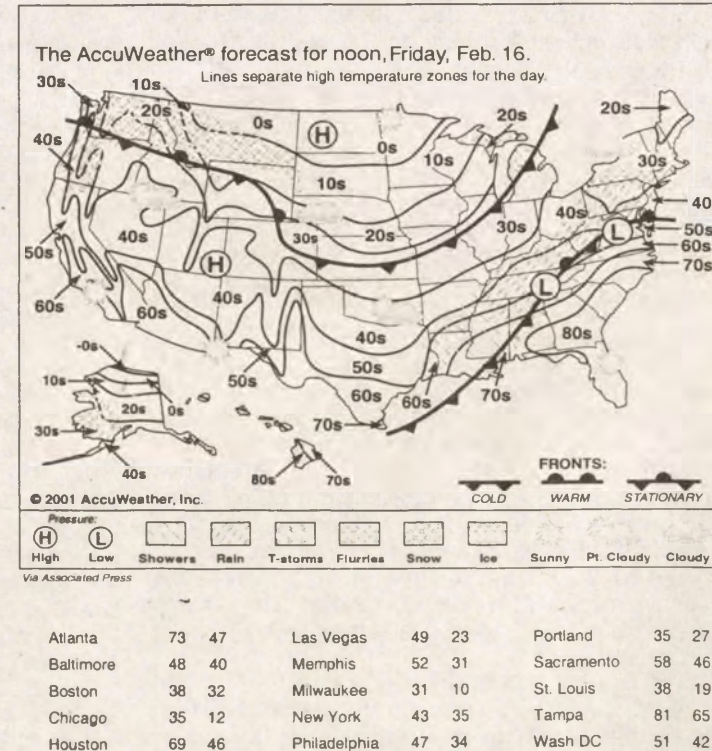 The AccuWeather® forecast for noon, Friday, Feb. 16.
Lines separate high temperature zones for the day.
30s
10s
20s
0s
H
0s
20s
20s
40s
10s
30s
10s
40s
40
50s
60s
70s
L
30s
20s
30s
40s
50s
H
L
60s
60s
40s
80s
40s
50s
50s
60s
60s
70s
70s
-0s
10s
20s
0s
30s
40s
80s
70s
FRONTS:
COLD WARM STATIONARY
© 2001 AccuWeather, Inc.
Pressure:
H L
High Low Showers Rain T-storms Flurries Snow Ice Sunny Pt. Cloudy Cloudy
Via Associated Press
Atlanta 73 47 Las Vegas 49 23 Portland 35 27
Baltimore 48 40 Memphis 52 31 Sacramento 58 46
Boston 38 32 Milwaukee 31 10 St. Louis 38 19
Chicago 35 12 New York 43 35 Tampa 81 65
Houston 69 46 Philadelphia 47 34 Wash DC 51 42